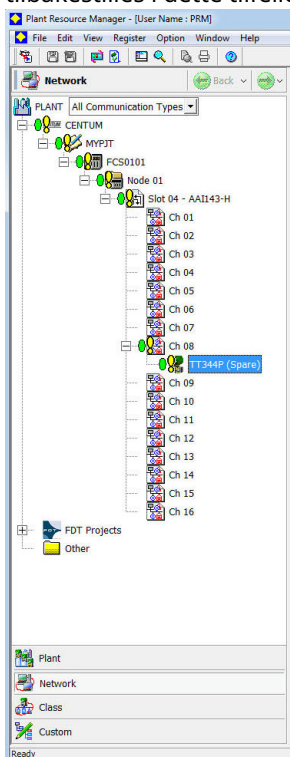 Plant Resource Manager - [User Name : PRM]
File Edit View Register Option Window Help
Network Back
PLANT All Communication Types
CENTUM
MYPJT
FCS0101
Node 01
Slot 04 - AAI143-H
Ch 01
Ch 02
Ch 03
Ch 04
Ch 05
Ch 06
Ch 07
Ch 08
TT344P (Spare)
Ch 09
Ch 10
Ch 11
Ch 12
Ch 13
Ch 14
Ch 15
Ch 16
FDT Projects
Other
Plant
Network
Class
Custom
Ready